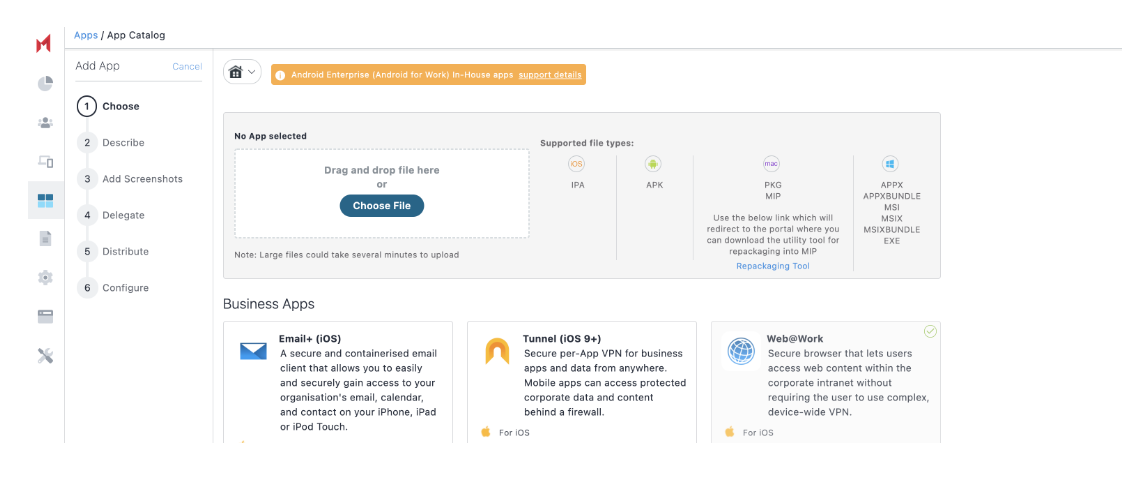 Apps / App Catalog
Add App
Cancel
1 Choose
2 Describe
3 Add Screenshots
4 Delegate
5 Distribute
6 Configure
Android Enterprise (Android for Work) In-House apps support details
No App selected
Drag and drop file here
or
Choose File
Note: Large files could take several minutes to upload
Supported file types:
iOS
IPA
APK
mac
PKG
MIP
Use the below link which will
redirect to the portal where you
can download the utility tool for
repackaging into MIP
Repackaging Tool
APPX
APPXBUNDLE
MSI
MSIX
MSIXBUNDLE
EXE
Business Apps
Email+ (iOS)
A secure and containerised email
client that allows you to easily
and securely gain access to your
organisation's email, calendar,
and contact on your iPhone, iPad
or iPod Touch.
Tunnel (iOS 9+)
Secure per-App VPN for business
apps and data from anywhere.
Mobile apps can access protected
corporate data and content
behind a firewall.
For iOS
Web@Work
Secure browser that lets users
access web content within the
corporate intranet without
requiring the user to use complex,
device-wide VPN.
For iOS